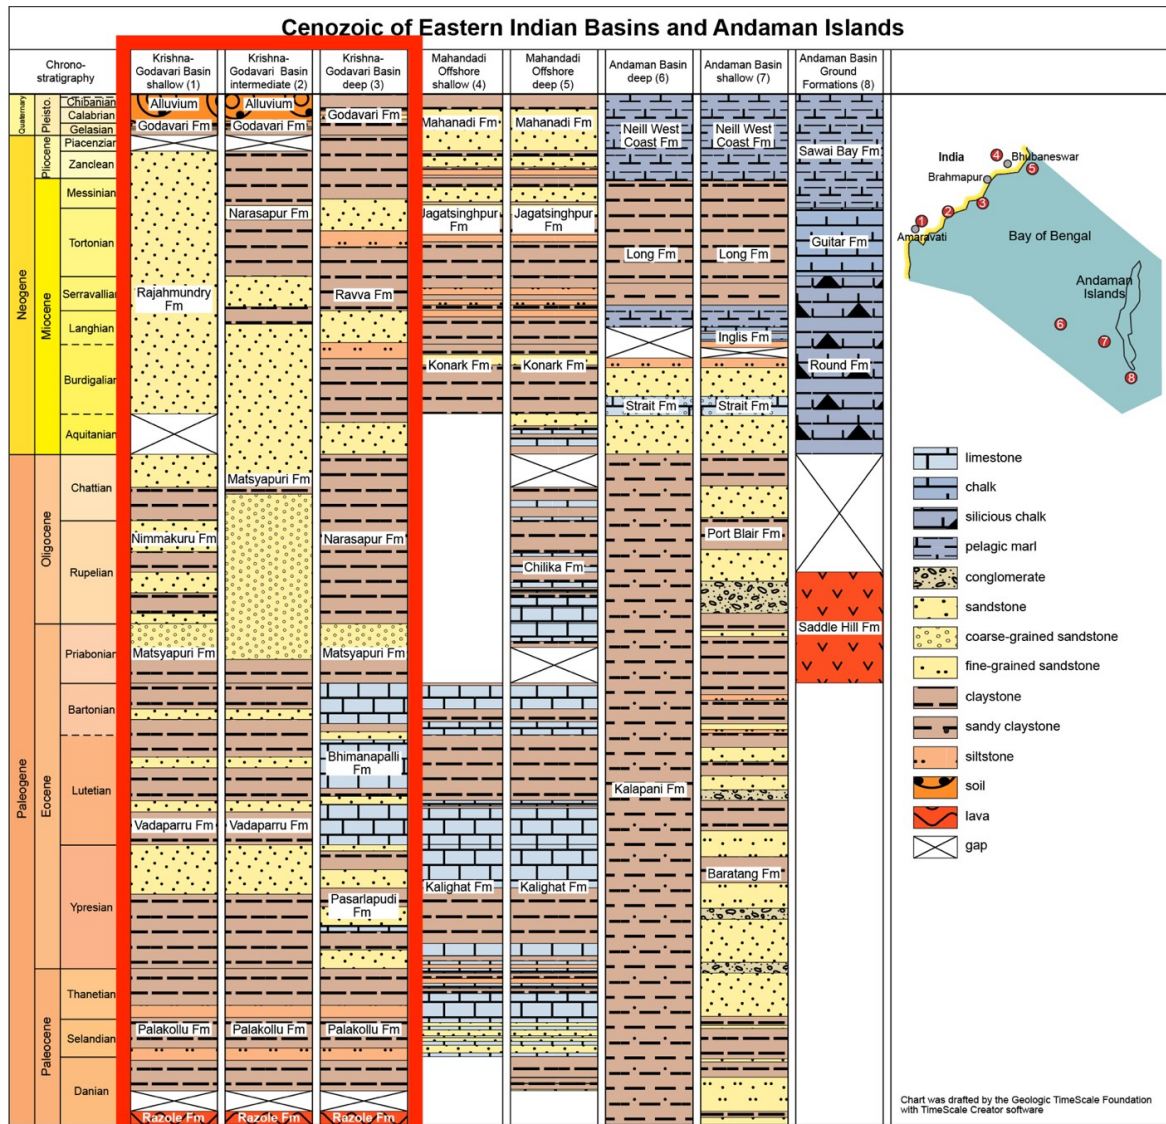 Cenozoic of Eastern Indian Basins and Andaman Islands
Chrono-
stratigraphy
Krishna-
Godavari Basin
shallow (1)
Krishna-
Godavari Basin
intermediate (2)
Krishna-
Godavari Basin
deep (3)
Mahandadi
Offshore
shallow (4)
Mahandadi
Offshore
deep (5)
Andaman Basin
deep (6)
Andaman Basin
shallow (7)
Andaman Basin
Ground
Formations (8)
Quaternary
Neogene
Paleogene
Pleisto.
Pliocene
Miocene
Oligocene
Eocene
Paleocene
Chibanian
Calabrian
Gelasian
Piacenzian
Zanclean
Messinian
Tortonian
Serravallian
Langhian
Burdigalian
Aquitanian
Chattian
Rupelian
Priabonian
Bartonian
Lutetian
Ypresian
Thanetian
Selandian
Danian
Alluvium
Godavari Fm
Rajahmundry
Fm
Nimmakuru Fm
Matsyapuri Fm
Vadaparru Fm
Palakollu Fm
Razole Fm
Alluvium
Godavari Fm
Narasapur Fm
Matsyapuri Fm
Vadaparru Fm
Palakollu Fm
Razole Fm
Godavari Fm
Ravva Fm
Narasapur Fm
Matsyapuri Fm
Bhimanapalli
Fm
Pasarlapudi
Fm
Palakollu Fm
Razole Fm
Mahanadi Fm
Jagatsinghpur
Fm
Konark Fm
Kalighat Fm
Mahanadi Fm
Jagatsinghpur
Fm
Konark Fm
Chilika Fm
Kalighat Fm
Neill West
Coast Fm
Long Fm
Strait Fm
Kalapani Fm
Neill West
Coast Fm
Long Fm
Inglis Fm
Strait Fm
Port Blair Fm
Baratang Fm
Sawai Bay Fm
Guitar Fm
Round Fm
Saddle Hill Fm
India
4
Bhubaneswar
5
Brahmapur
3
2
1
Amaravati
Bay of Bengal
Andaman
Islands
6
7
8
limestone
chalk
silicious chalk
pelagic marl
conglomerate
sandstone
coarse-grained sandstone
fine-grained sandstone
claystone
sandy claystone
siltstone
soil
lava
gap
Chart was drafted by the Geologic TimeScale Foundation
with TimeScale Creator software